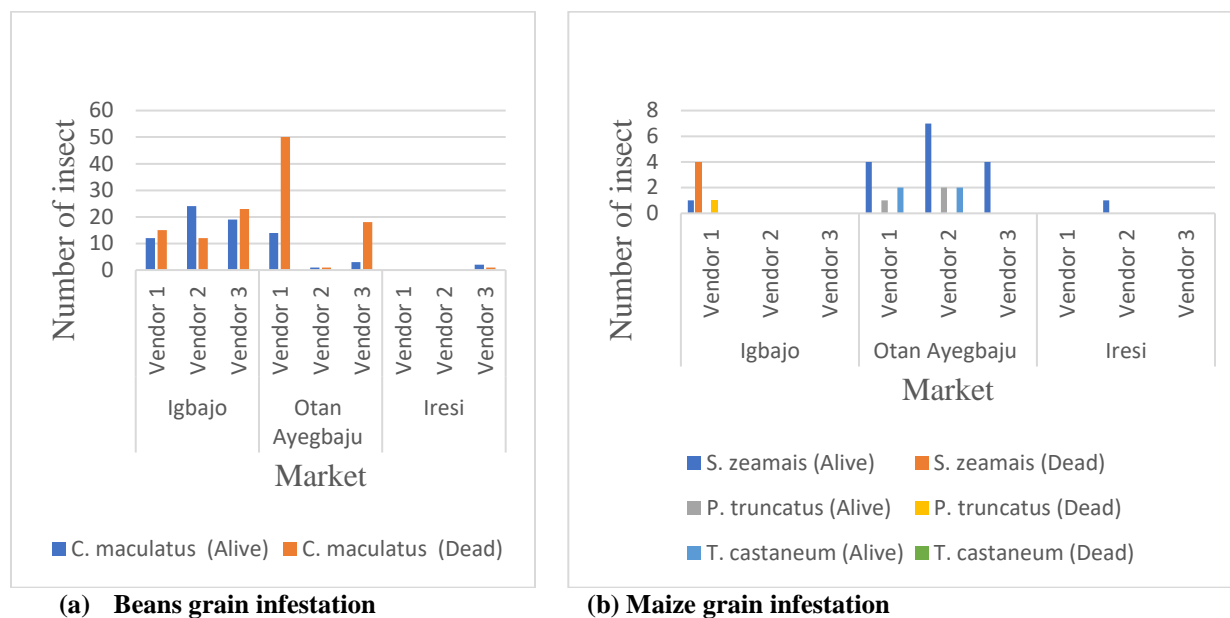 Number of insect
60
50
40
30
20
10
0
Vendor 1
Vendor 2
Vendor 3
Vendor 1
Vendor 2
Vendor 3
Vendor 1
Vendor 2
Vendor 3
Igbajo
Otan
Ayegbaju
Iresi
Market
C. maculatus (Alive)
C. maculatus (Dead)
(a) Beans grain infestation
Number of insect
8
6
4
2
0
Vendor 1
Vendor 2
Vendor 3
Vendor 1
Vendor 2
Vendor 3
Vendor 1
Vendor 2
Vendor 3
Igbajo
Otan Ayegbaju
Iresi
Market
S. zeamais (Alive)
S. zeamais (Dead)
P. truncatus (Alive)
P. truncatus (Dead)
T. castaneum (Alive)
T. castaneum (Dead)
(b) Maize grain infestation